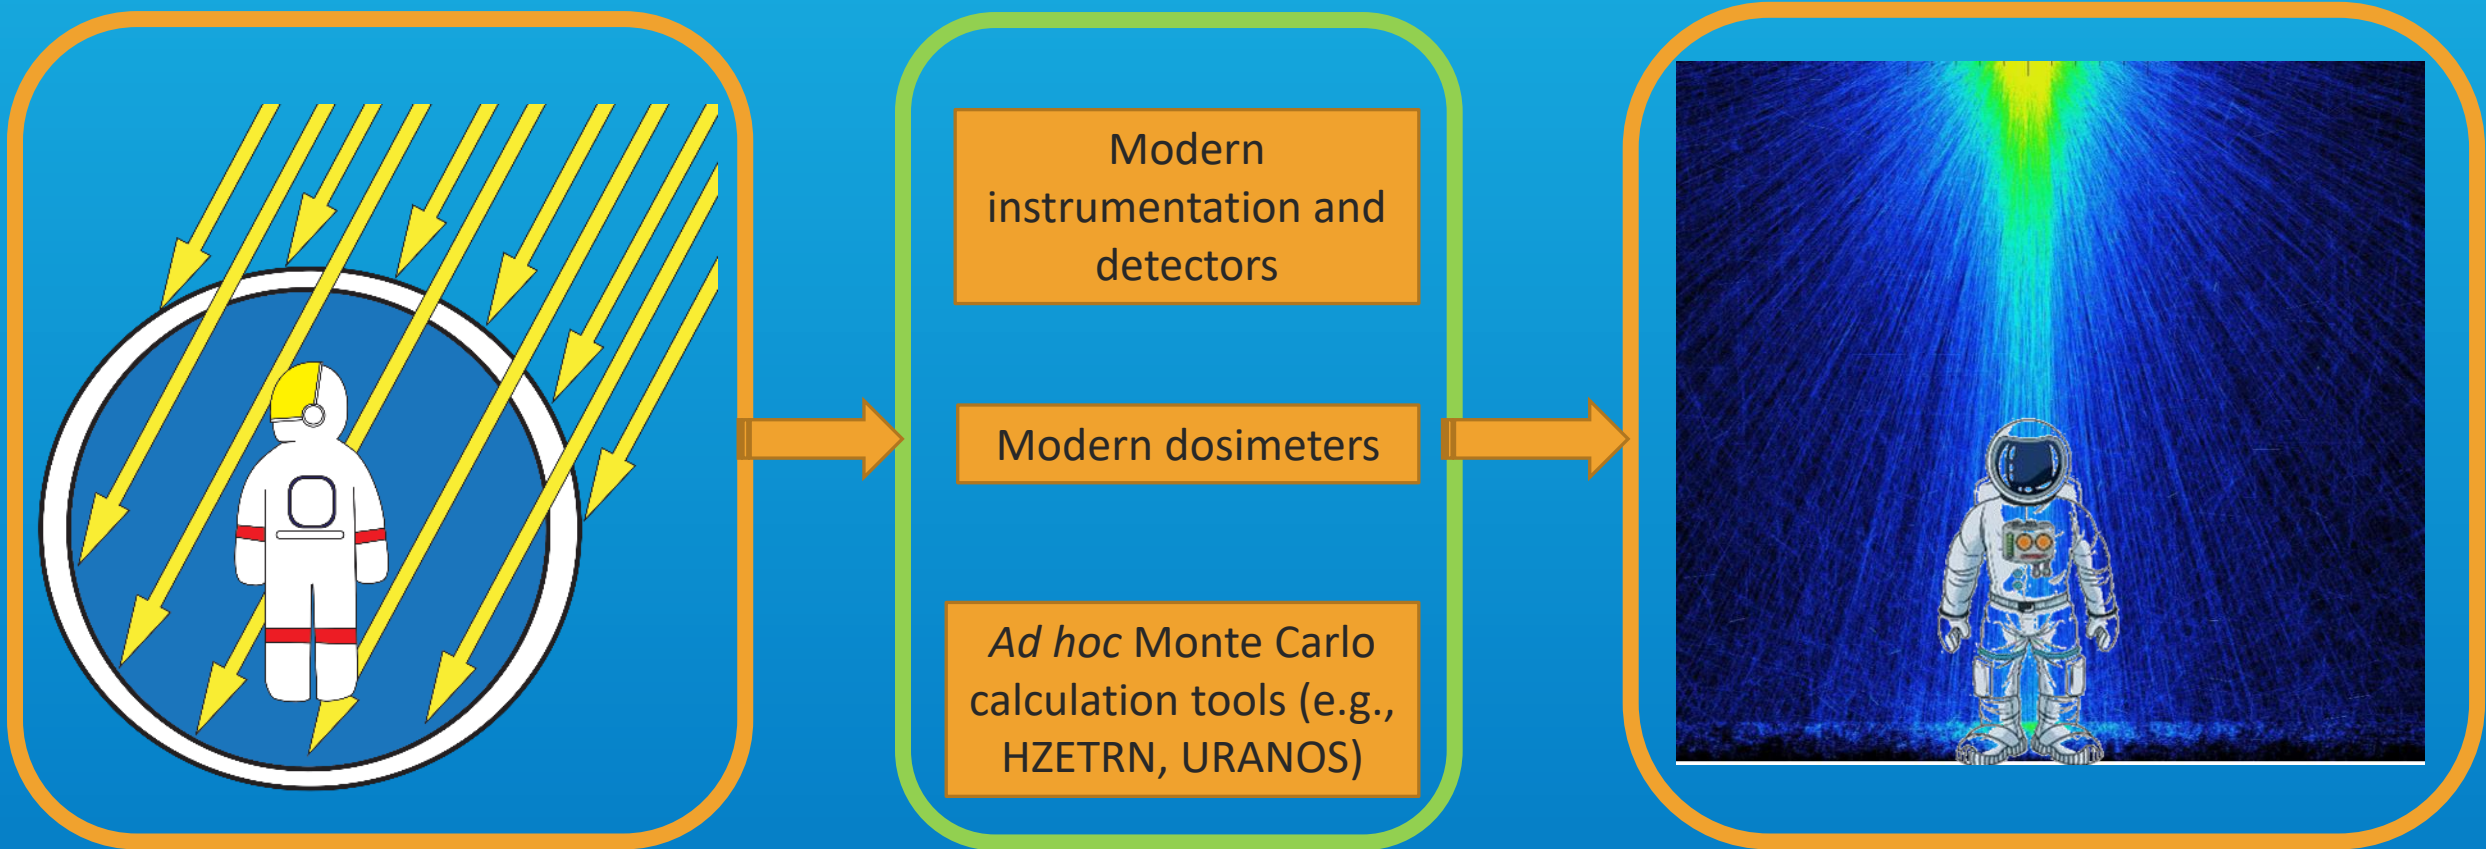 Modern
instrumentation and
detectors
Modern dosimeters
Ad hoc Monte Carlo
calculation tools (e.g.,
HZETRN, URANOS)